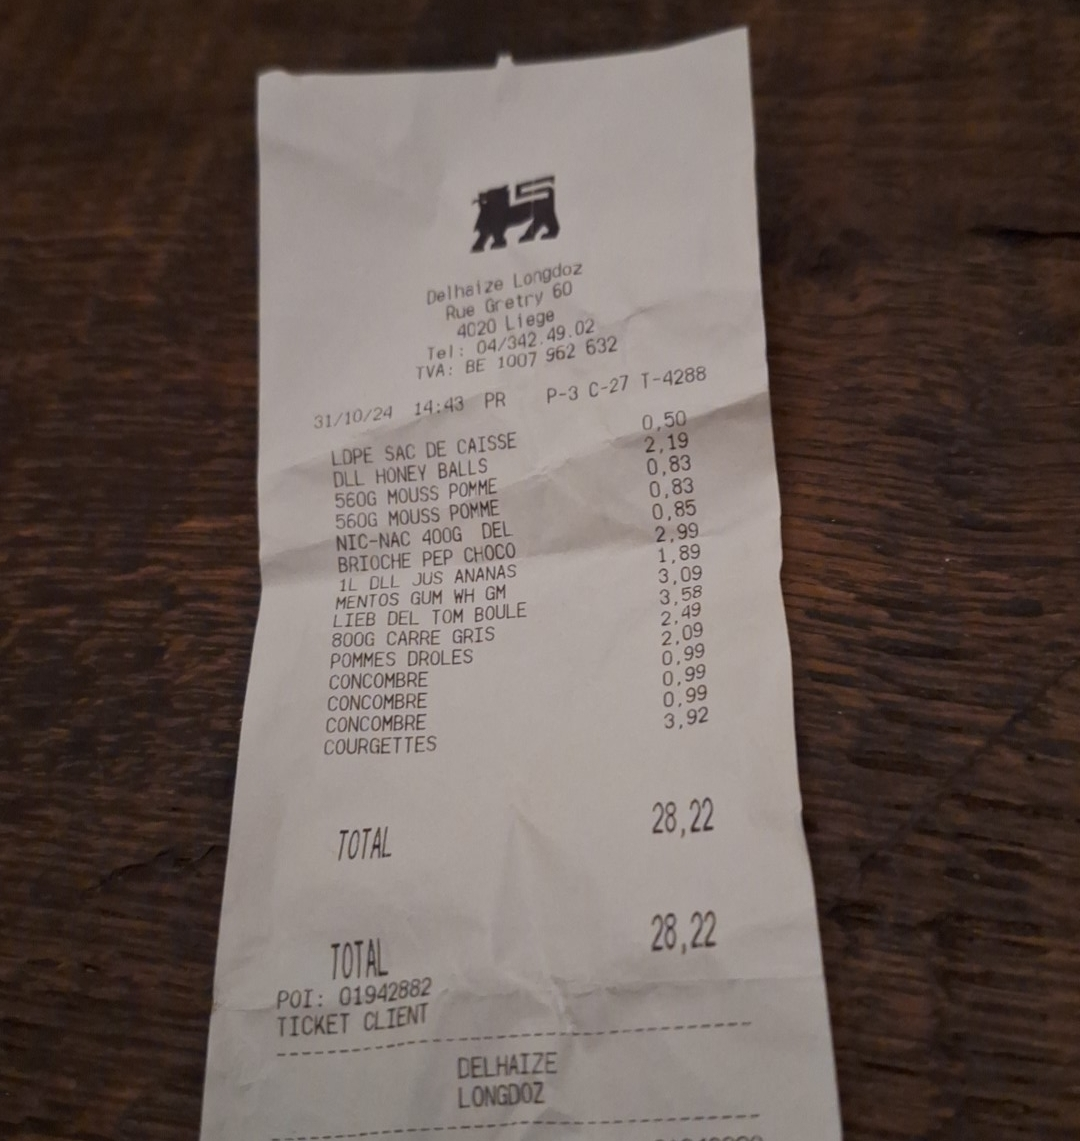 Delhaize Longdoz
Rue Gretry 60
4020 Liege
Tel: 04/342.49.02
TVA: BE 1007 962 632
31/10/24 14:43 PR P-3 C-27 T-4288
LDPE SAC DE CAISSE 0,50
DLL HONEY BALLS 2,19
560G MOUSS POMME 0,83
560G MOUSS POMME 0,83
NIC-NAC 400G DEL 0,85
BRIOCHE PEP CHOCO 2,99
1L DLL JUS ANANAS 1,89
MENTOS GUM WH GM 3,09
LIEB DEL TOM BOULE 3,58
800G CARRE GRIS 2,49
POMMES DROLES 2,09
CONCOMBRE 0,99
CONCOMBRE 0,99
CONCOMBRE 0,99
COURGETTES 3,92
TOTAL 28,22
TOTAL 28,22
POI: 01942882
TICKET CLIENT
DELHAIZE
LONGDOZ